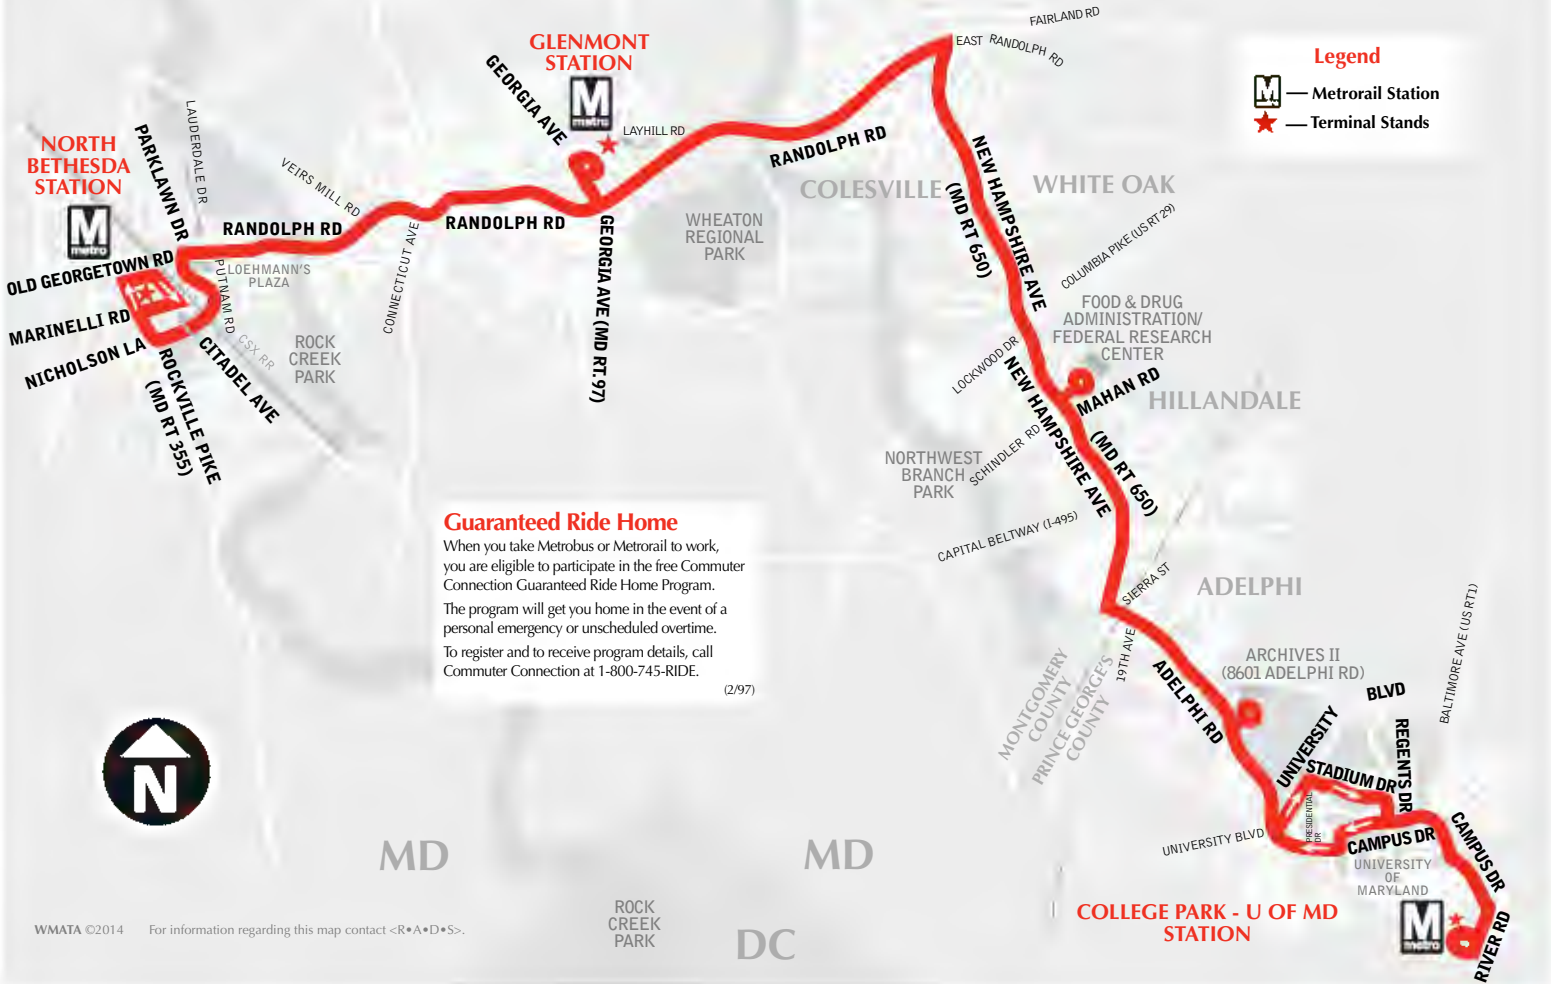 FAIRLAND RD
EAST RANDOLPH RD
GLENMONT
STATION
M
metro
GEORGIA AVE
LAYHILL RD
RANDOLPH RD
Legend
M
— Metrorail Station
— Terminal Stands
NORTH
BETHESDA
STATION
M
metro
PARKLAWN DR
LAUDERDALE DR
VEIRS MILL RD
RANDOLPH RD
RANDOLPH RD
CONNECTICUT AVE
GEORGIA AVE (MD RT. 97)
WHEATON
REGIONAL
PARK
COLESVILLE
WHITE OAK
NEW HAMPSHIRE AVE
(MD RT 650)
COLUMBIA PIKE (US RT 29)
OLD GEORGETOWN RD
LOEHMANN'S
PLAZA
PUTNAM RD
MARINELLI RD
NICHOLSON LA
CITADEL AVE
CSX RR
ROCK
CREEK
PARK
ROCKVILLE PIKE
(MD RT 355)
FOOD & DRUG
ADMINISTRATION/
FEDERAL RESEARCH
CENTER
LOCKWOOD DR
MAHAN RD
HILLANDALE
NEW HAMPSHIRE AVE
(MD RT 650)
NORTHWEST
BRANCH
PARK
SCHINDLER RD
CAPITAL BELTWAY (I-495)
Guaranteed Ride Home
When you take Metrobus or Metrorail to work,
you are eligible to participate in the free Commuter
Connection Guaranteed Ride Home Program.
The program will get you home in the event of a
personal emergency or unscheduled overtime.
To register and to receive program details, call
Commuter Connection at 1-800-745-RIDE.
(2/97)
SIERRA ST
ADELPHI
19TH AVE
MONTGOMERY
COUNTY
PRINCE GEORGE'S
COUNTY
ADELPHI RD
ARCHIVES II
(8601 ADELPHI RD)
BALTIMORE AVE (US RT1)
UNIVERSITY BLVD
STADIUM DR
REGENTS DR
PRESIDENTIAL
DR
UNIVERSITY BLVD
CAMPUS DR
CAMPUS DR
UNIVERSITY
OF
MARYLAND
COLLEGE PARK - U OF MD
STATION
M
metro
RIVER RD
N
MD
MD
ROCK
CREEK
PARK
DC
WMATA ©2014 For information regarding this map contact <R•A•D•S>.